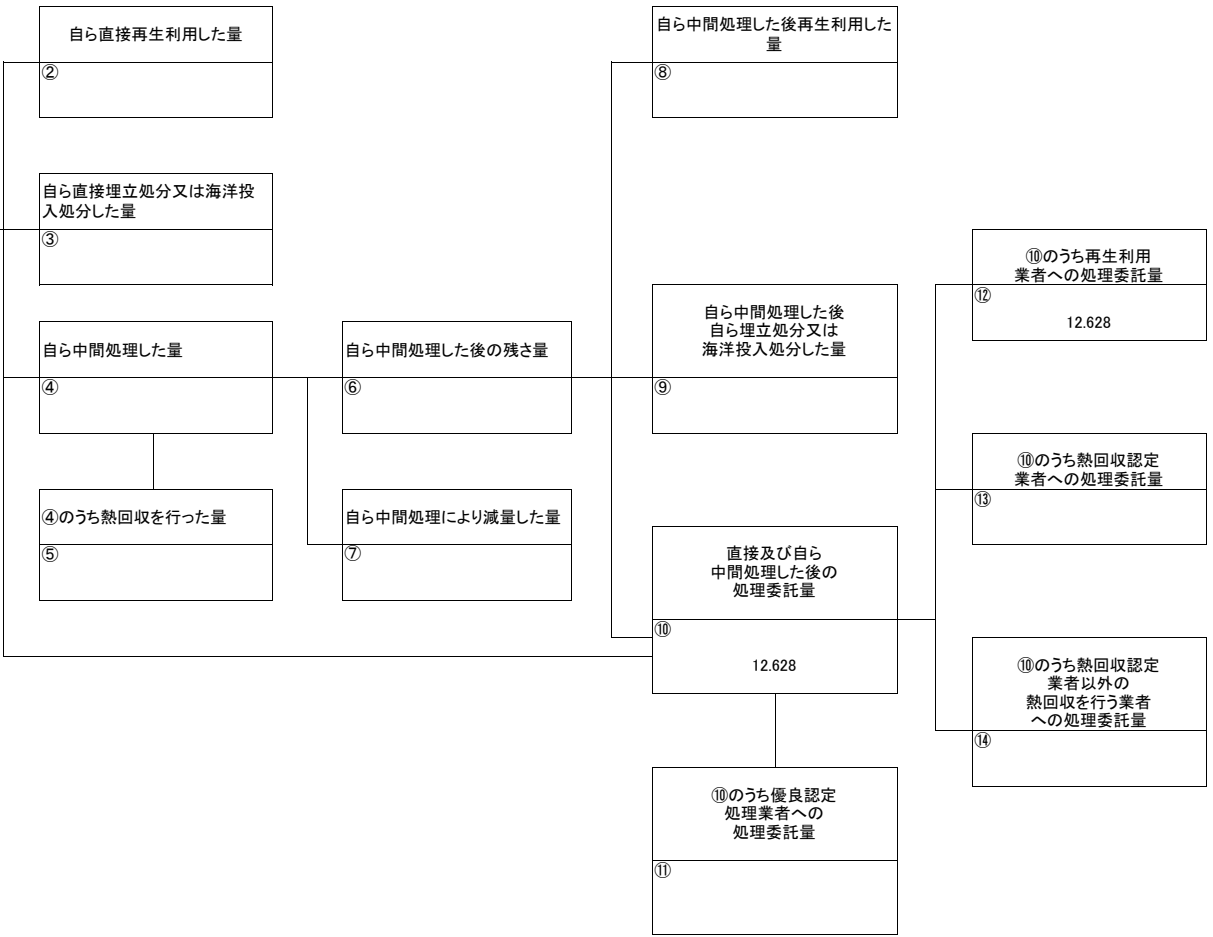 自ら直接再生利用した量
②
自ら直接埋立処分又は海洋投
入処分した量
③
自ら中間処理した量
④
④のうち熱回収を行った量
⑤
自ら中間処理した後の残さ量
⑥
自ら中間処理により減量した量
⑦
自ら中間処理した後再生利用した
量
⑧
自ら中間処理した後
自ら埋立処分又は
海洋投入処分した量
⑨
直接及び自ら
中間処理した後の
処理委託量
⑩
12.628
⑩のうち優良認定
処理業者への
処理委託量
⑪
⑩のうち再生利用
業者への処理委託量
⑫
12.628
⑩のうち熱回収認定
業者への処理委託量
⑬
⑩のうち熱回収認定
業者以外の
熱回収を行う業者
への処理委託量
⑭